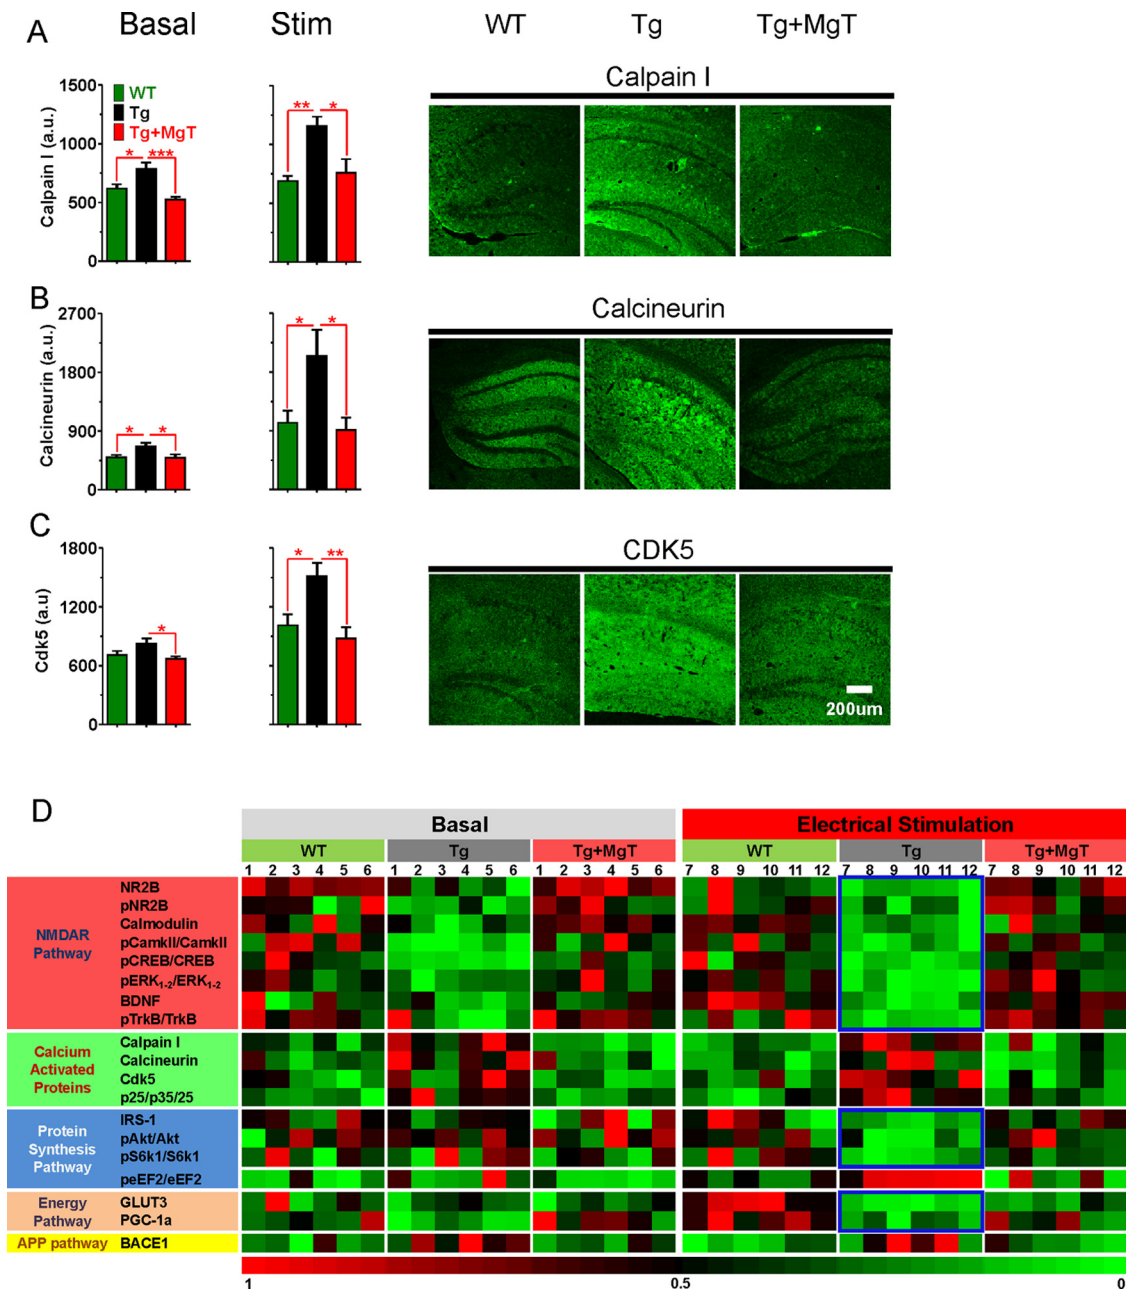 A Basal Stim WT Tg Tg+MgT
Calpain I
1500
1000
500
0
Calpain I (a.u.)
WT
Tg
Tg+MgT
* ***
** *
B
Calcineurin
2700
1800
900
0
Calcineurin (a.u.)
* *
* *
C
CDK5
1800
1200
600
0
Cdk5 (a.u)
*
* **
200um
D
Basal Electrical Stimulation
WT Tg Tg+MgT WT Tg Tg+MgT
1 2 3 4 5 6 1 2 3 4 5 6 1 2 3 4 5 6 7 8 9 10 11 12 7 8 9 10 11 12 7 8 9 10 11 12
NMDAR
Pathway
NR2B
pNR2B
Calmodulin
pCamkII/CamkII
pCREB/CREB
pERK1-2/ERK1-2
BDNF
pTrkB/TrkB
Calcium
Activated
Proteins
Calpain I
Calcineurin
Cdk5
p25/p35/25
Protein
Synthesis
Pathway
IRS-1
pAkt/Akt
pS6k1/S6k1
peEF2/eEF2
Energy
Pathway
GLUT3
PGC-1a
APP pathway BACE1
1 0.5 0